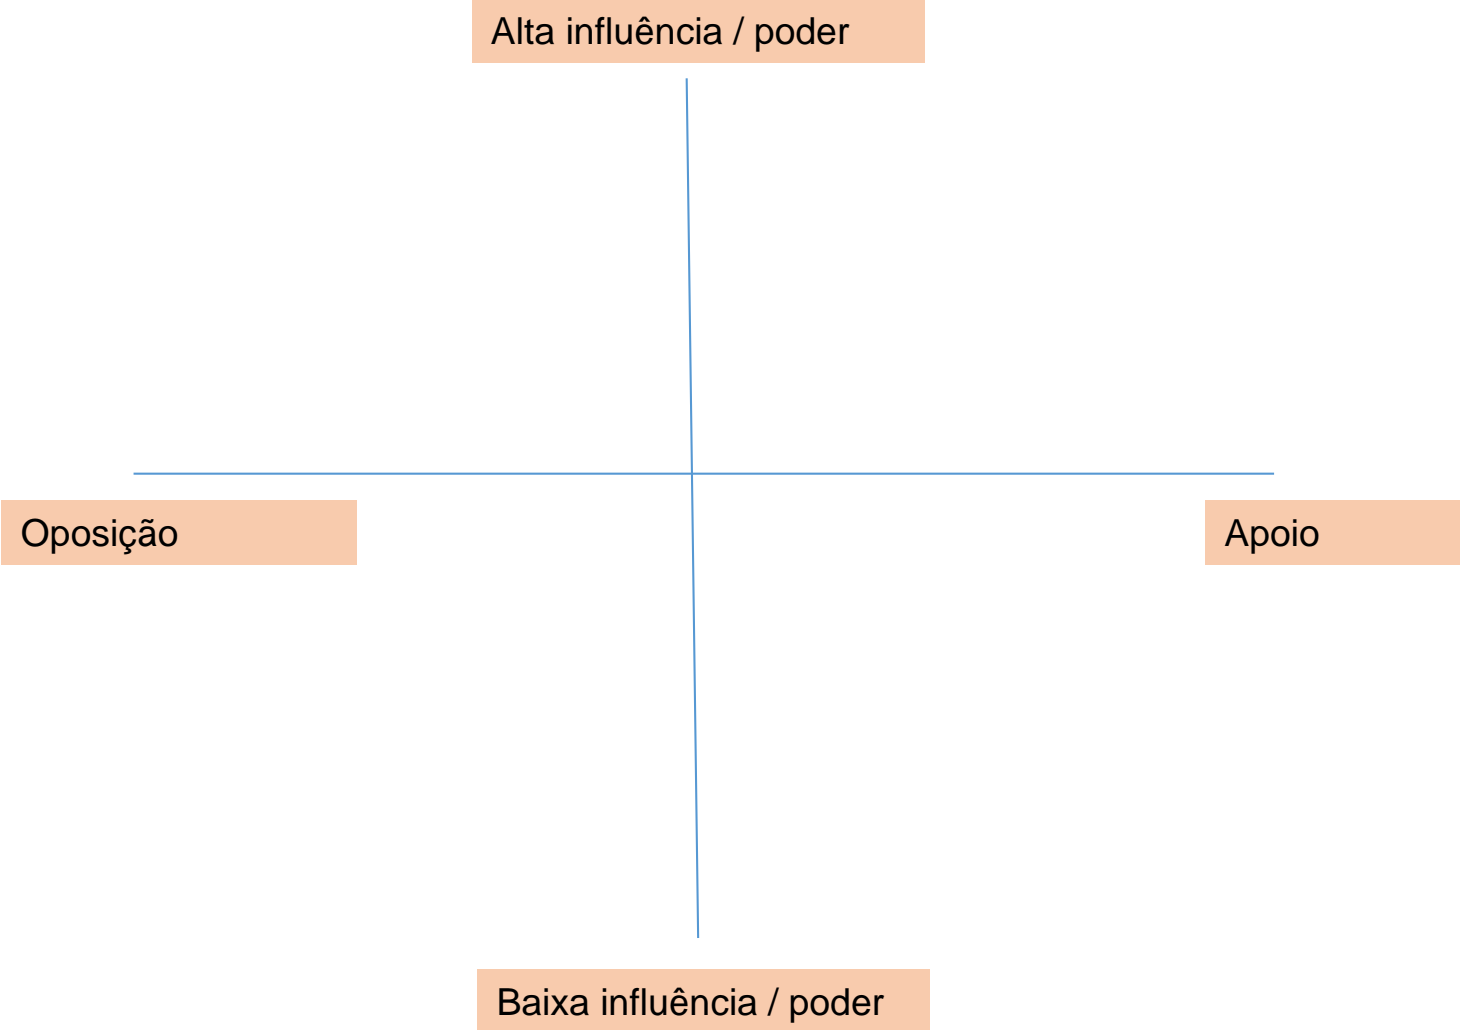 Alta influência / poder
Oposição
Apoio
Baixa influência / poder